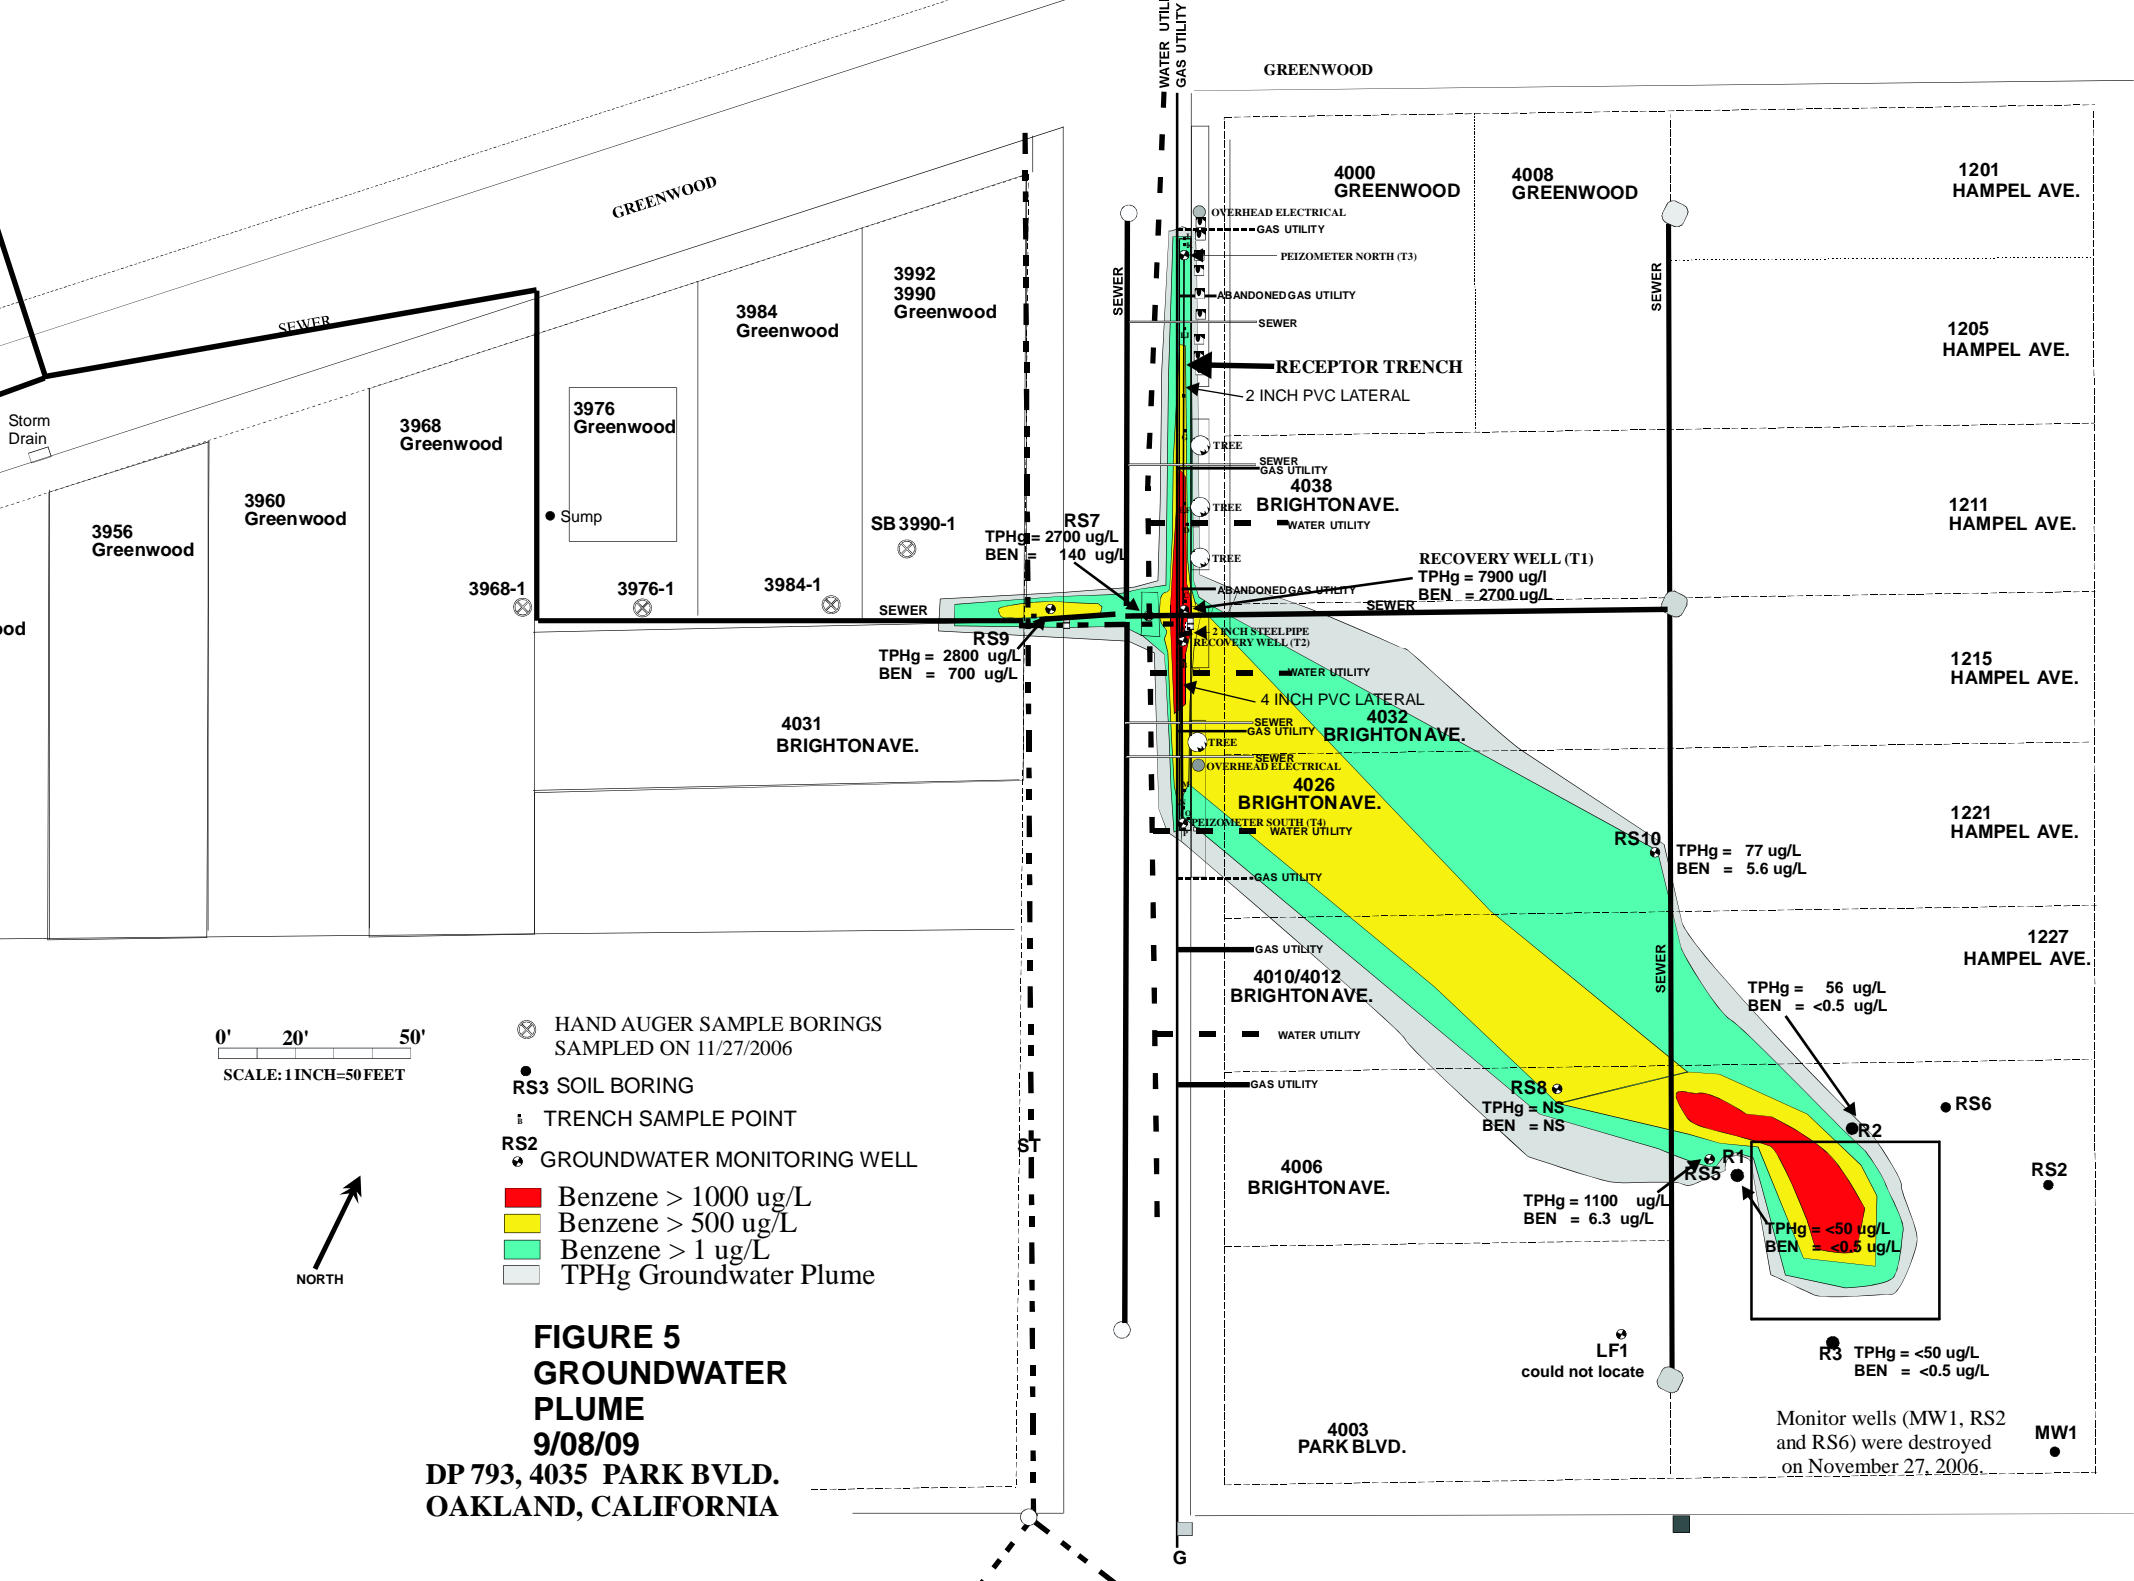 WATER UTILI
GAS UTILITY
GREENWOOD
GREENWOOD
4000
GREENWOOD
4008
GREENWOOD
1201
HAMPEL AVE.
OVERHEAD ELECTRICAL
GAS UTILITY
PEIZOMETER NORTH (T3)
SEWER
SEWER
3992
3990
Greenwood
ABANDONED GAS UTILITY
SEWER
3984
Greenwood
SEWER
1205
HAMPEL AVE.
RECEPTOR TRENCH
2 INCH PVC LATERAL
Storm
Drain
3968
Greenwood
3976
Greenwood
TREE
SEWER
GAS UTILITY
4038
BRIGHTON AVE.
TREE
WATER UTILITY
1211
HAMPEL AVE.
3960
Greenwood
3956
Greenwood
Sump
SB 3990-1
RS7
TPHg = 2700 ug/L
BEN = 140 ug/L
TREE
RECOVERY WELL (T1)
TPHg = 7900 ug/l
BEN = 2700 ug/L
3968-1
3976-1
3984-1
ABANDONED GAS UTILITY
SEWER
SEWER
ood
RS9
TPHg = 2800 ug/L
BEN = 700 ug/L
2 INCH STEEL PIPE
RECOVERY WELL (T2)
WATER UTILITY
1215
HAMPEL AVE.
4 INCH PVC LATERAL
4032
BRIGHTON AVE.
SEWER
GAS UTILITY
4031
BRIGHTON AVE.
TREE
SEWER
OVERHEAD ELECTRICAL
4026
BRIGHTON AVE.
PEIZOMETER SOUTH (T4)
WATER UTILITY
1221
HAMPEL AVE.
RS10
TPHg = 77 ug/L
BEN = 5.6 ug/L
GAS UTILITY
1227
HAMPEL AVE.
GAS UTILITY
SEWER
4010/4012
BRIGHTON AVE.
TPHg = 56 ug/L
BEN = <0.5 ug/L
WATER UTILITY
0' 20' 50'
SCALE: 1 INCH=50 FEET
HAND AUGER SAMPLE BORINGS
SAMPLED ON 11/27/2006
RS3 SOIL BORING
TRENCH SAMPLE POINT
RS2
GROUNDWATER MONITORING WELL
Benzene > 1000 ug/L
Benzene > 500 ug/L
Benzene > 1 ug/L
TPHg Groundwater Plume
NORTH
ST
GAS UTILITY
RS8
TPHg = NS
BEN = NS
RS6
R2
R1
RS5
RS2
4006
BRIGHTON AVE.
TPHg = 1100 ug/L
BEN = 6.3 ug/L
TPHg = <50 ug/L
BEN = <0.5 ug/L
LF1
could not locate
R3
TPHg = <50 ug/L
BEN = <0.5 ug/L
Monitor wells (MW1, RS2
and RS6) were destroyed
on November 27, 2006.
MW1
4003
PARK BLVD.
FIGURE 5
GROUNDWATER
PLUME
9/08/09
DP 793, 4035 PARK BVLD.
OAKLAND, CALIFORNIA
G